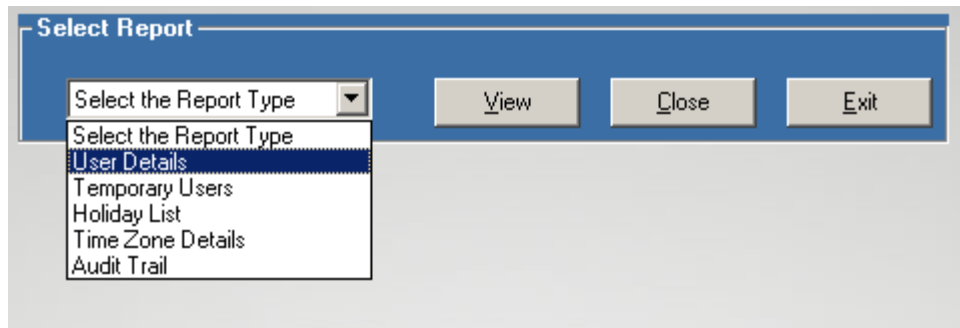 Select Report
Select the Report Type
View
Close
Exit
Select the Report Type
User Details
Temporary Users
Holiday List
Time Zone Details
Audit Trail